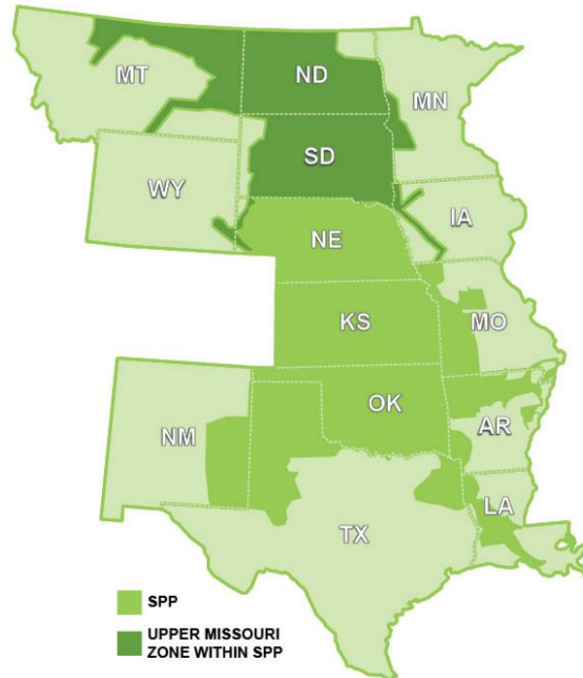 MT
ND
MN
SD
WY
IA
NE
KS
MO
OK
NM
AR
LA
TX
SPP
UPPER MISSOURI
ZONE WITHIN SPP